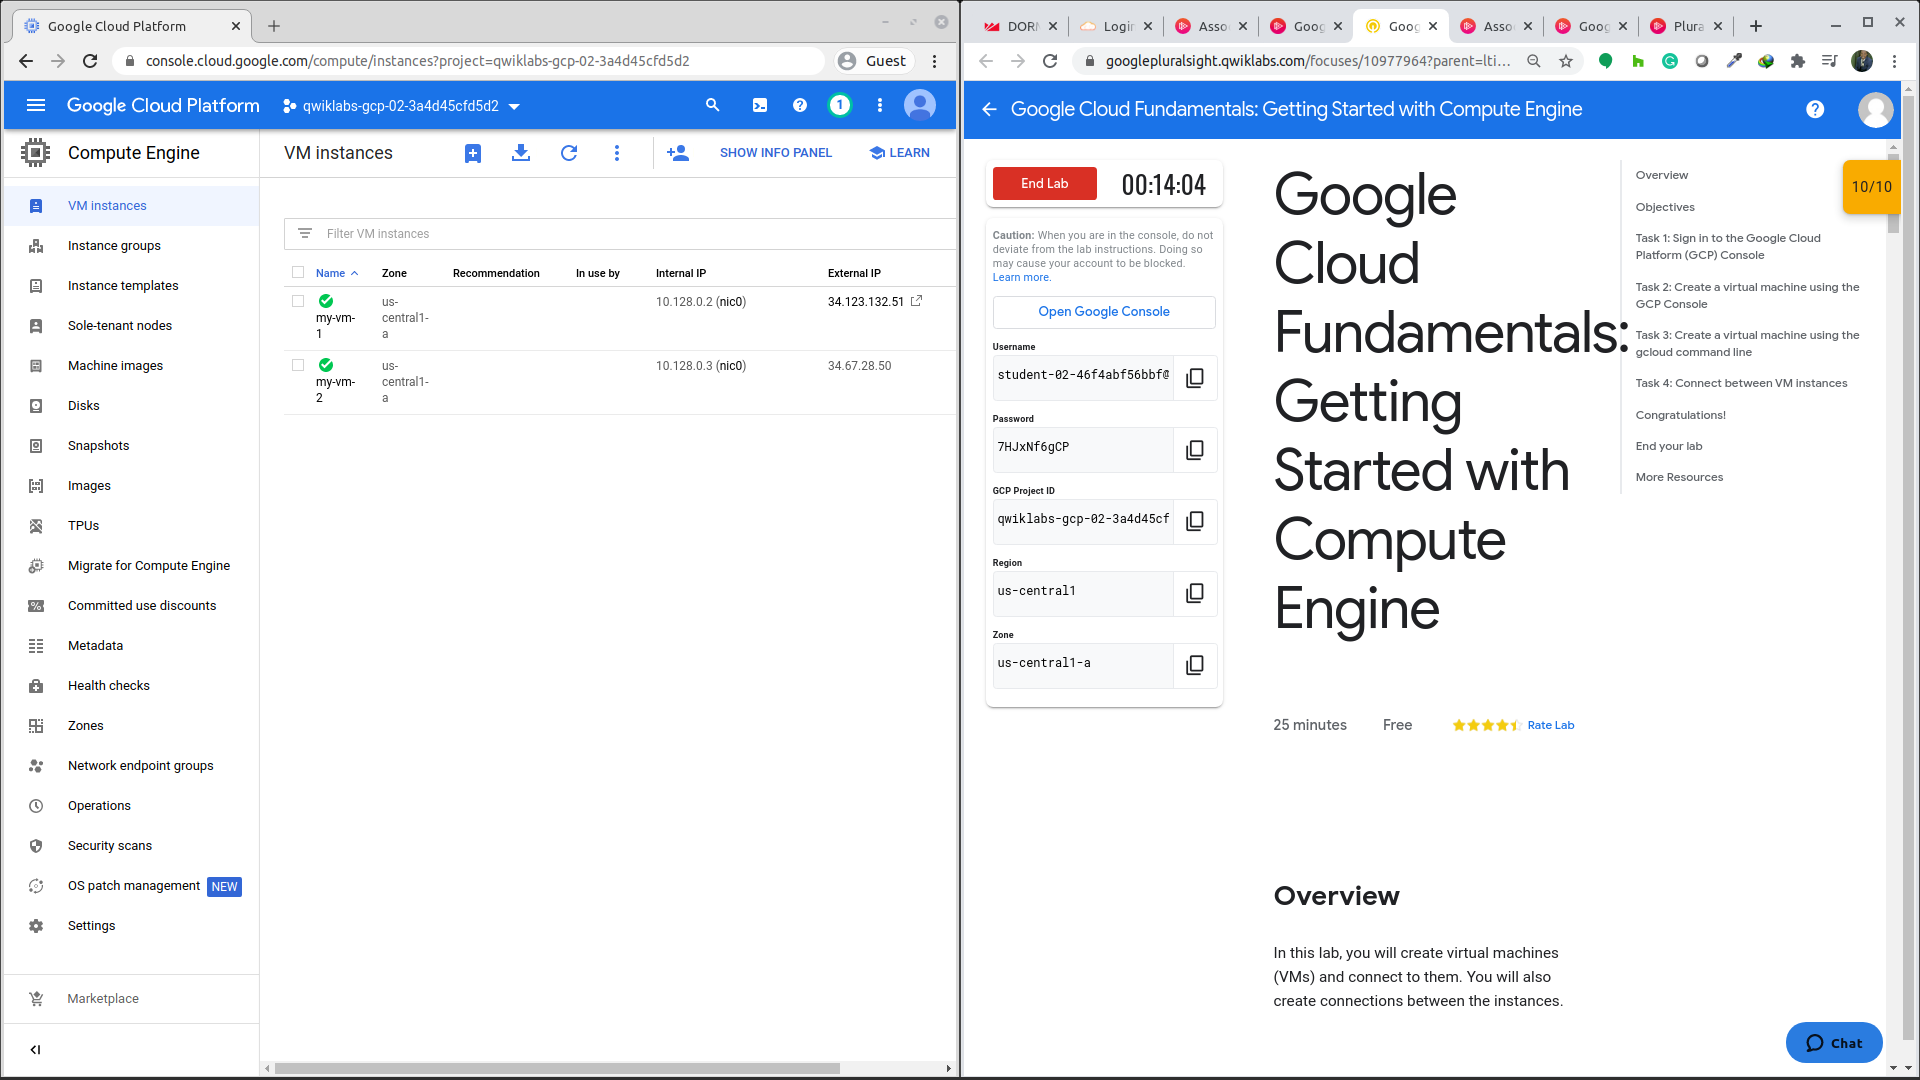 Google Cloud Platform
console.cloud.google.com/compute/instances?project=qwiklabs-gcp-02-3a4d45cfd5d2
Guest
Google Cloud Platform
qwiklabs-gcp-02-3a4d45cfd5d2
1
Compute Engine
VM instances
SHOW INFO PANEL
LEARN
VM instances
Instance groups
Instance templates
Sole-tenant nodes
Machine images
Disks
Snapshots
Images
TPUs
Migrate for Compute Engine
Committed use discounts
Metadata
Health checks
Zones
Network endpoint groups
Operations
Security scans
OS patch management NEW
Settings
Marketplace
Filter VM instances
Name Zone Recommendation In use by Internal IP External IP
my-vm-1 us-central1-a 10.128.0.2 (nic0) 34.123.132.51
my-vm-2 us-central1-a 10.128.0.3 (nic0) 34.67.28.50
DORM Login Asso Goog Goog Asso Goog Plura
googlepluralsight.qwiklabs.com/focuses/10977964?parent=lti...
Google Cloud Fundamentals: Getting Started with Compute Engine
End Lab
00:14:04
Caution: When you are in the console, do not
deviate from the lab instructions. Doing so
may cause your account to be blocked.
Learn more.
Open Google Console
Username
student-02-46f4abf56bbf@
Password
7HJxNf6gCP
GCP Project ID
qwiklabs-gcp-02-3a4d45cf
Region
us-central1
Zone
us-central1-a
Google
Cloud
Fundamentals:
Getting
Started with
Compute
Engine
25 minutes Free Rate Lab
Overview
In this lab, you will create virtual machines
(VMs) and connect to them. You will also
create connections between the instances.
Overview
Objectives
Task 1: Sign in to the Google Cloud
Platform (GCP) Console
Task 2: Create a virtual machine using the
GCP Console
Task 3: Create a virtual machine using the
gcloud command line
Task 4: Connect between VM instances
Congratulations!
End your lab
More Resources
10/10
Chat